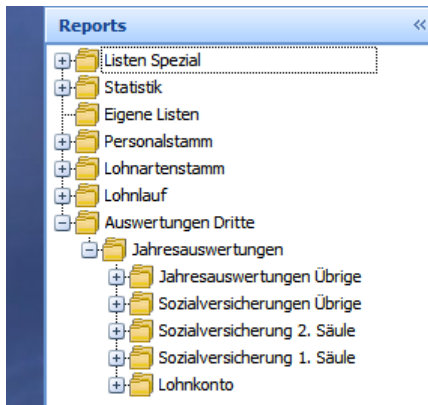 Reports
Listen Spezial
Statistik
Eigene Listen
Personalstamm
Lohnartenstamm
Lohnlauf
Auswertungen Dritte
Jahresauswertungen
Jahresauswertungen Übrige
Sozialversicherungen Übrige
Sozialversicherung 2. Säule
Sozialversicherung 1. Säule
Lohnkonto